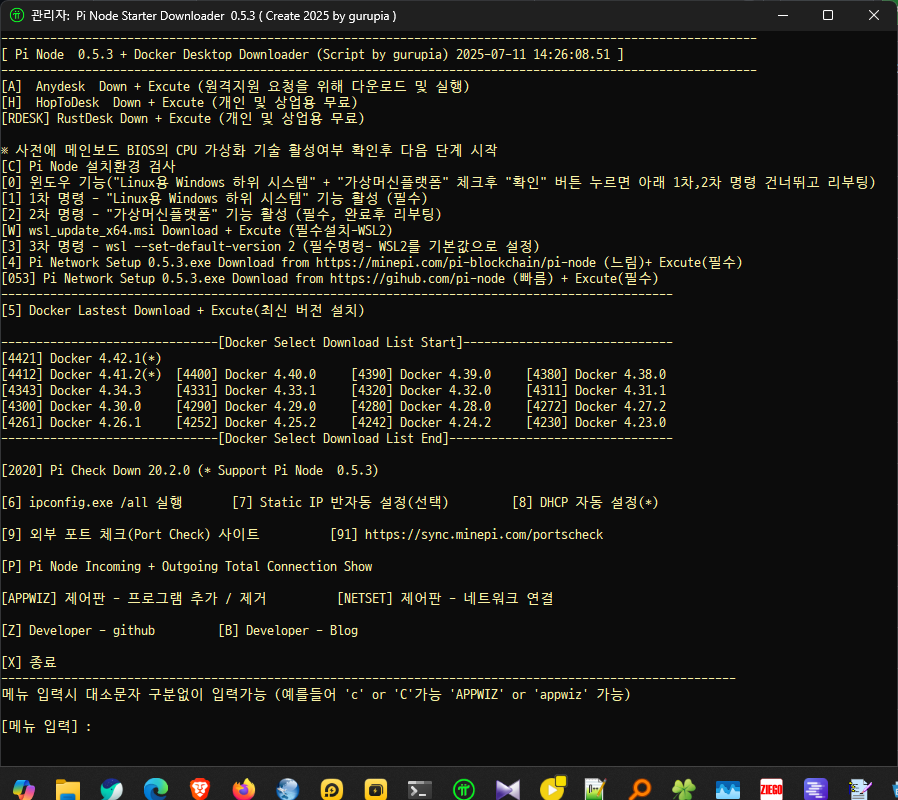 관리자: Pi Node Starter Downloader 0.5.3 ( Create 2025 by gurupia )
------------------------------------------------------------------------------------------------------------
[ Pi Node  0.5.3 + Docker Desktop Downloader (Script by gurupia) 2025-07-11 14:26:08.51 ]
------------------------------------------------------------------------------------------------------------
[A]  Anydesk  Down + Excute (원격지원 요청을 위해 다운로드 및 실행)
[H]  HopToDesk  Down + Excute (개인 및 상업용 무료)
[RDESK] RustDesk Down + Excute (개인 및 상업용 무료)
※ 사전에 메인보드 BIOS의 CPU 가상화 기술 활성여부 확인후 다음 단계 시작
[C] Pi Node 설치환경 검사
[0] 윈도우 기능("Linux용 Windows 하위 시스템" + "가상머신플랫폼" 체크후 "확인" 버튼 누르면 아래 1차,2차 명령 건너뛰고 리부팅)
[1] 1차 명령 - "Linux용 Windows 하위 시스템" 기능 활성 (필수)
[2] 2차 명령 - "가상머신플랫폼" 기능 활성 (필수, 완료후 리부팅)
[W] wsl_update_x64.msi Download + Excute (필수설치-WSL2)
[3] 3차 명령 - wsl --set-default-version 2 (필수명령- WSL2를 기본값으로 설정)
[4] Pi Network Setup 0.5.3.exe Download from https://minepi.com/pi-blockchain/pi-node (느림)+ Excute(필수)
[053] Pi Network Setup 0.5.3.exe Download from https://gihub.com/pi-node (빠름) + Excute(필수)
------------------------------------------------------------------------------------------------
[5] Docker Lastest Download + Excute(최신 버전 설치)
-------------------------------[Docker Select Download List Start]------------------------------
[4421] Docker 4.42.1(*)
[4412] Docker 4.41.2(*)  [4400] Docker 4.40.0     [4390] Docker 4.39.0     [4380] Docker 4.38.0
[4343] Docker 4.34.3     [4331] Docker 4.33.1     [4320] Docker 4.32.0     [4311] Docker 4.31.1
[4300] Docker 4.30.0     [4290] Docker 4.29.0     [4280] Docker 4.28.0     [4272] Docker 4.27.2
[4261] Docker 4.26.1     [4252] Docker 4.25.2     [4242] Docker 4.24.2     [4230] Docker 4.23.0
-------------------------------[Docker Select Download List End]--------------------------------
[2020] Pi Check Down 20.2.0 (* Support Pi Node  0.5.3)
[6] ipconfig.exe /all 실행       [7] Static IP 반자동 설정(선택)         [8] DHCP 자동 설정(*)
[9] 외부 포트 체크(Port Check) 사이트          [91] https://sync.minepi.com/portscheck
[P] Pi Node Incoming + Outgoing Total Connection Show
[APPWIZ] 제어판 - 프로그램 추가 / 제거          [NETSET] 제어판 - 네트워크 연결
[Z] Developer - github         [B] Developer - Blog
[X] 종료
---------------------------------------------------------------------------------------------------------
메뉴 입력시 대소문자 구분없이 입력가능 (예를들어 'c' or 'C'가능 'APPWIZ' or 'appwiz' 가능)
[메뉴 입력] :
ZIEGO